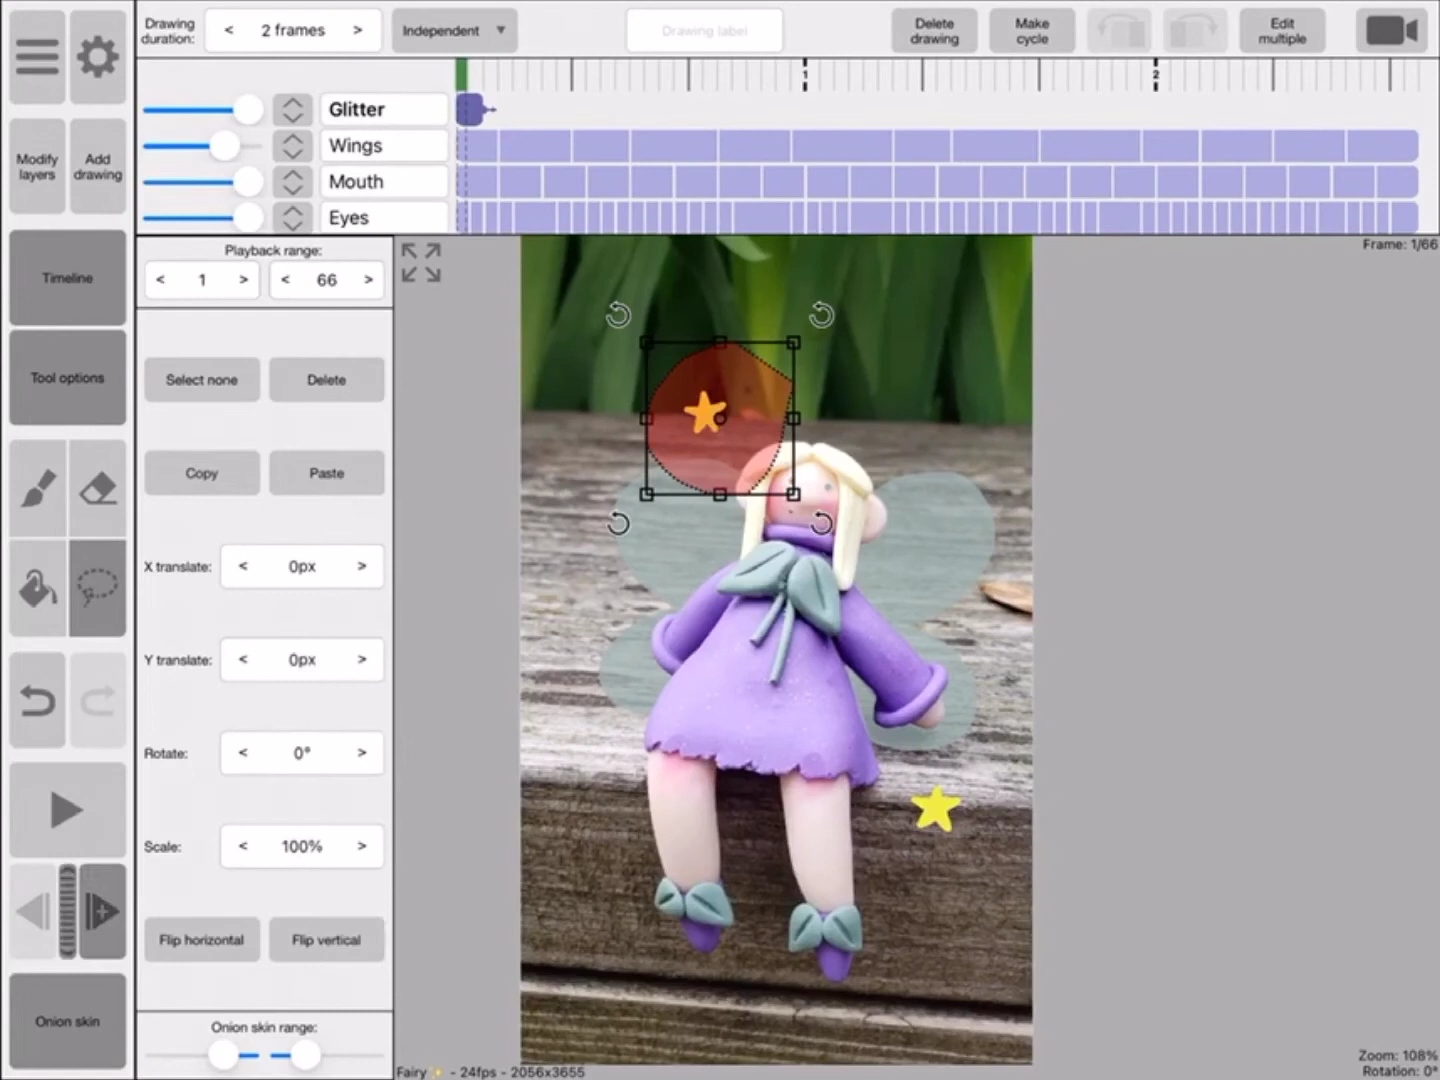 Drawing duration:
< 2 frames >
Independent ▼
Drawing label
Delete drawing
Make cycle
Edit multiple
1
2
Glitter
Wings
Mouth
Eyes
Modify layers
Add drawing
Timeline
Tool options
Onion skin
Playback range:
< 1 >
< 66 >
Select none
Delete
Copy
Paste
X translate:
< 0px >
Y translate:
< 0px >
Rotate:
< 0° >
Scale:
< 100% >
Flip horizontal
Flip vertical
Onion skin range:
Frame: 1/66
Fairy ✨ - 24fps - 2056x3655
Zoom: 108%
Rotation: 0°